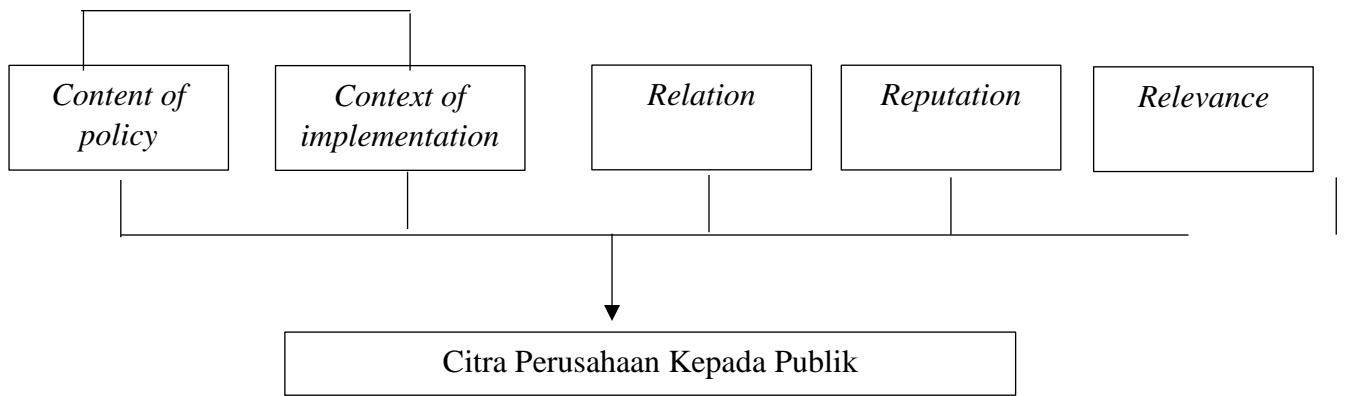 Content of
policy
Context of
implementation
Relation
Reputation
Relevance
Citra Perusahaan Kepada Publik